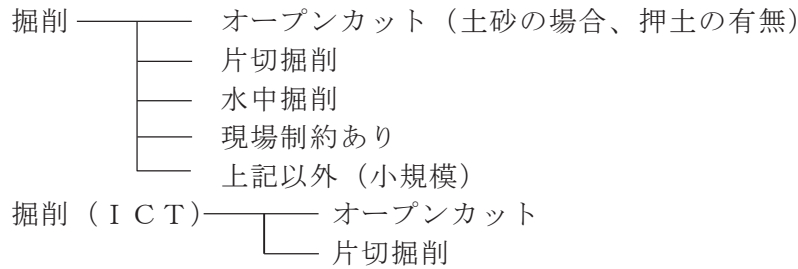 掘削 オープンカット（土砂の場合、押土の有無）
片切掘削
水中掘削
現場制約あり
上記以外（小規模）
掘削（ＩＣＴ） オープンカット
片切掘削